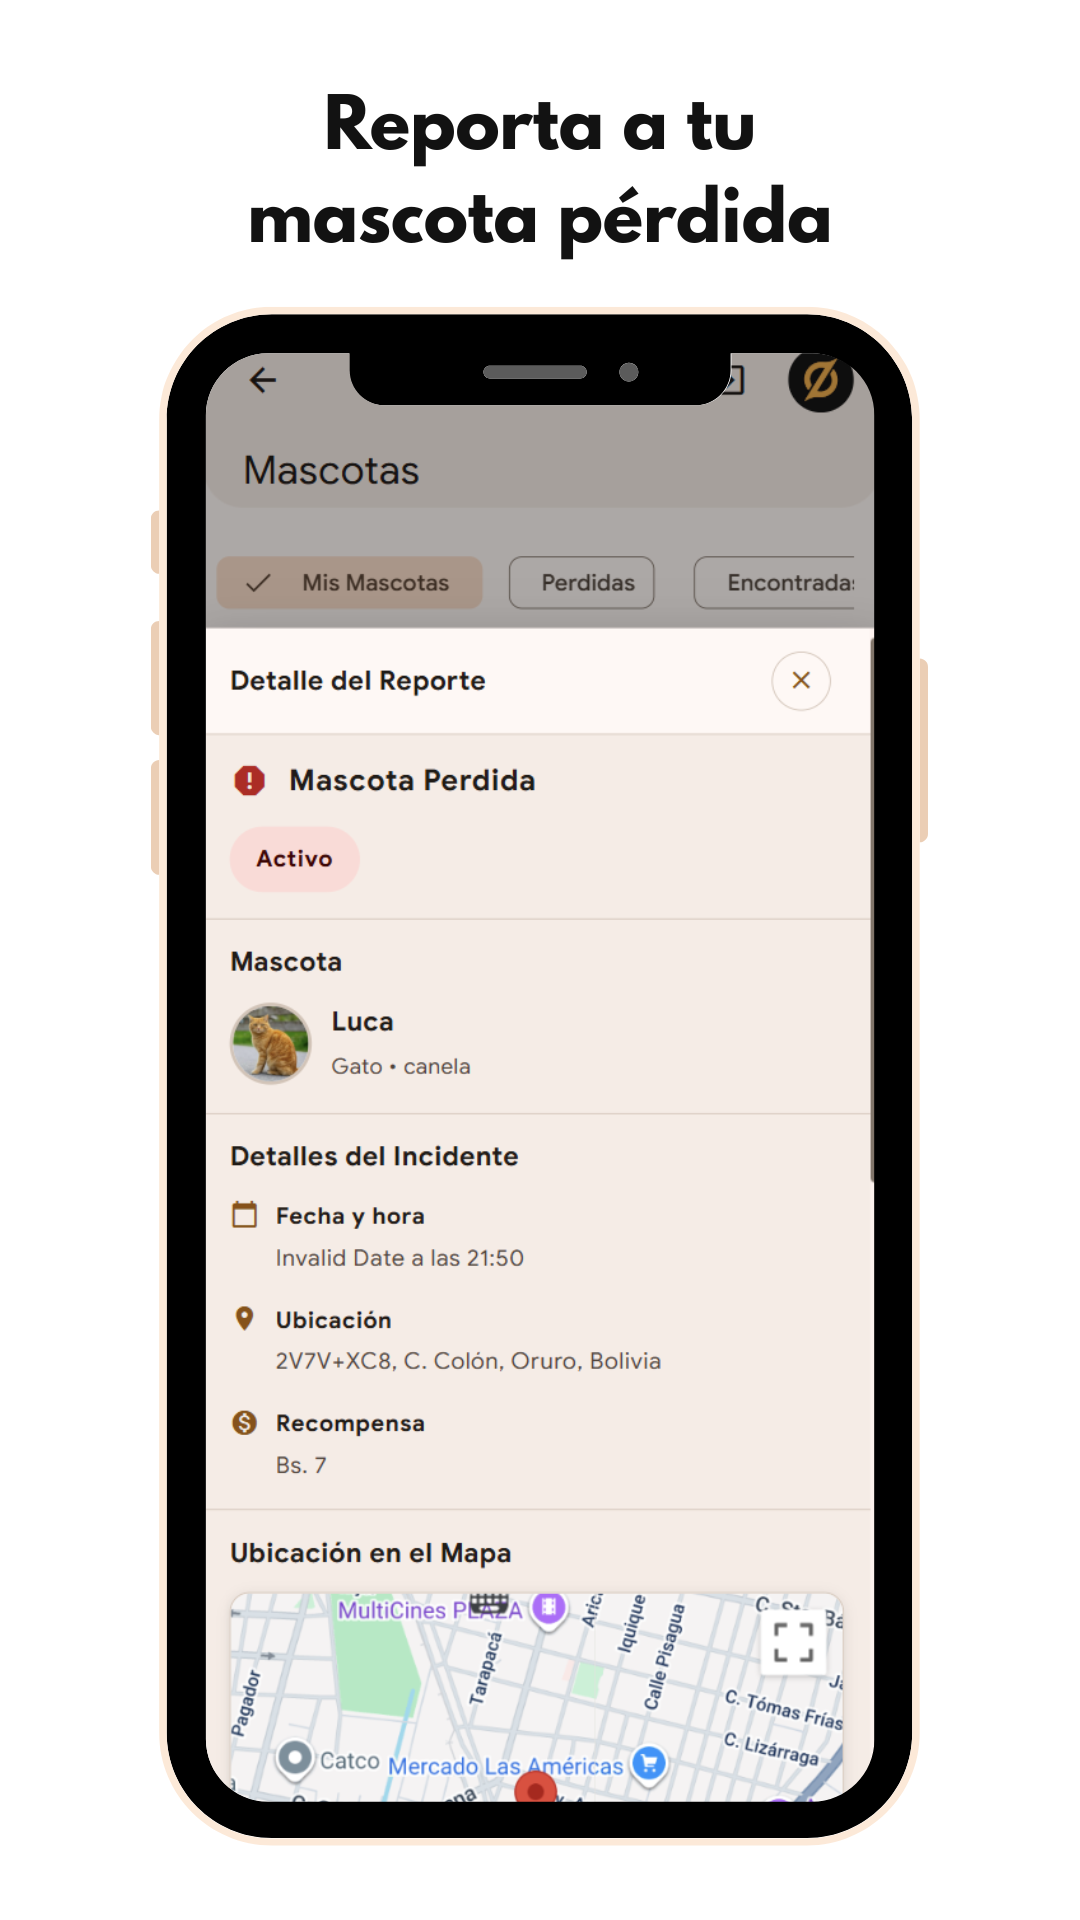 Reporta a tu
mascota pérdida
Mascotas
Mis Mascotas
Perdidas
Encontradas
Detalle del Reporte
Mascota Perdida
Activo
Mascota
Luca
Gato • canela
Detalles del Incidente
Fecha y hora
Invalid Date a las 21:50
Ubicación
2V7V+XC8, C. Colón, Oruro, Bolivia
Recompensa
Bs. 7
Ubicación en el Mapa
MultiCines PLAZA
Iquique
Calle Pisagua
Tarapacá
Pagador
C. Tómas Frías
C. Lizárraga
Catco
Mercado Las Américas